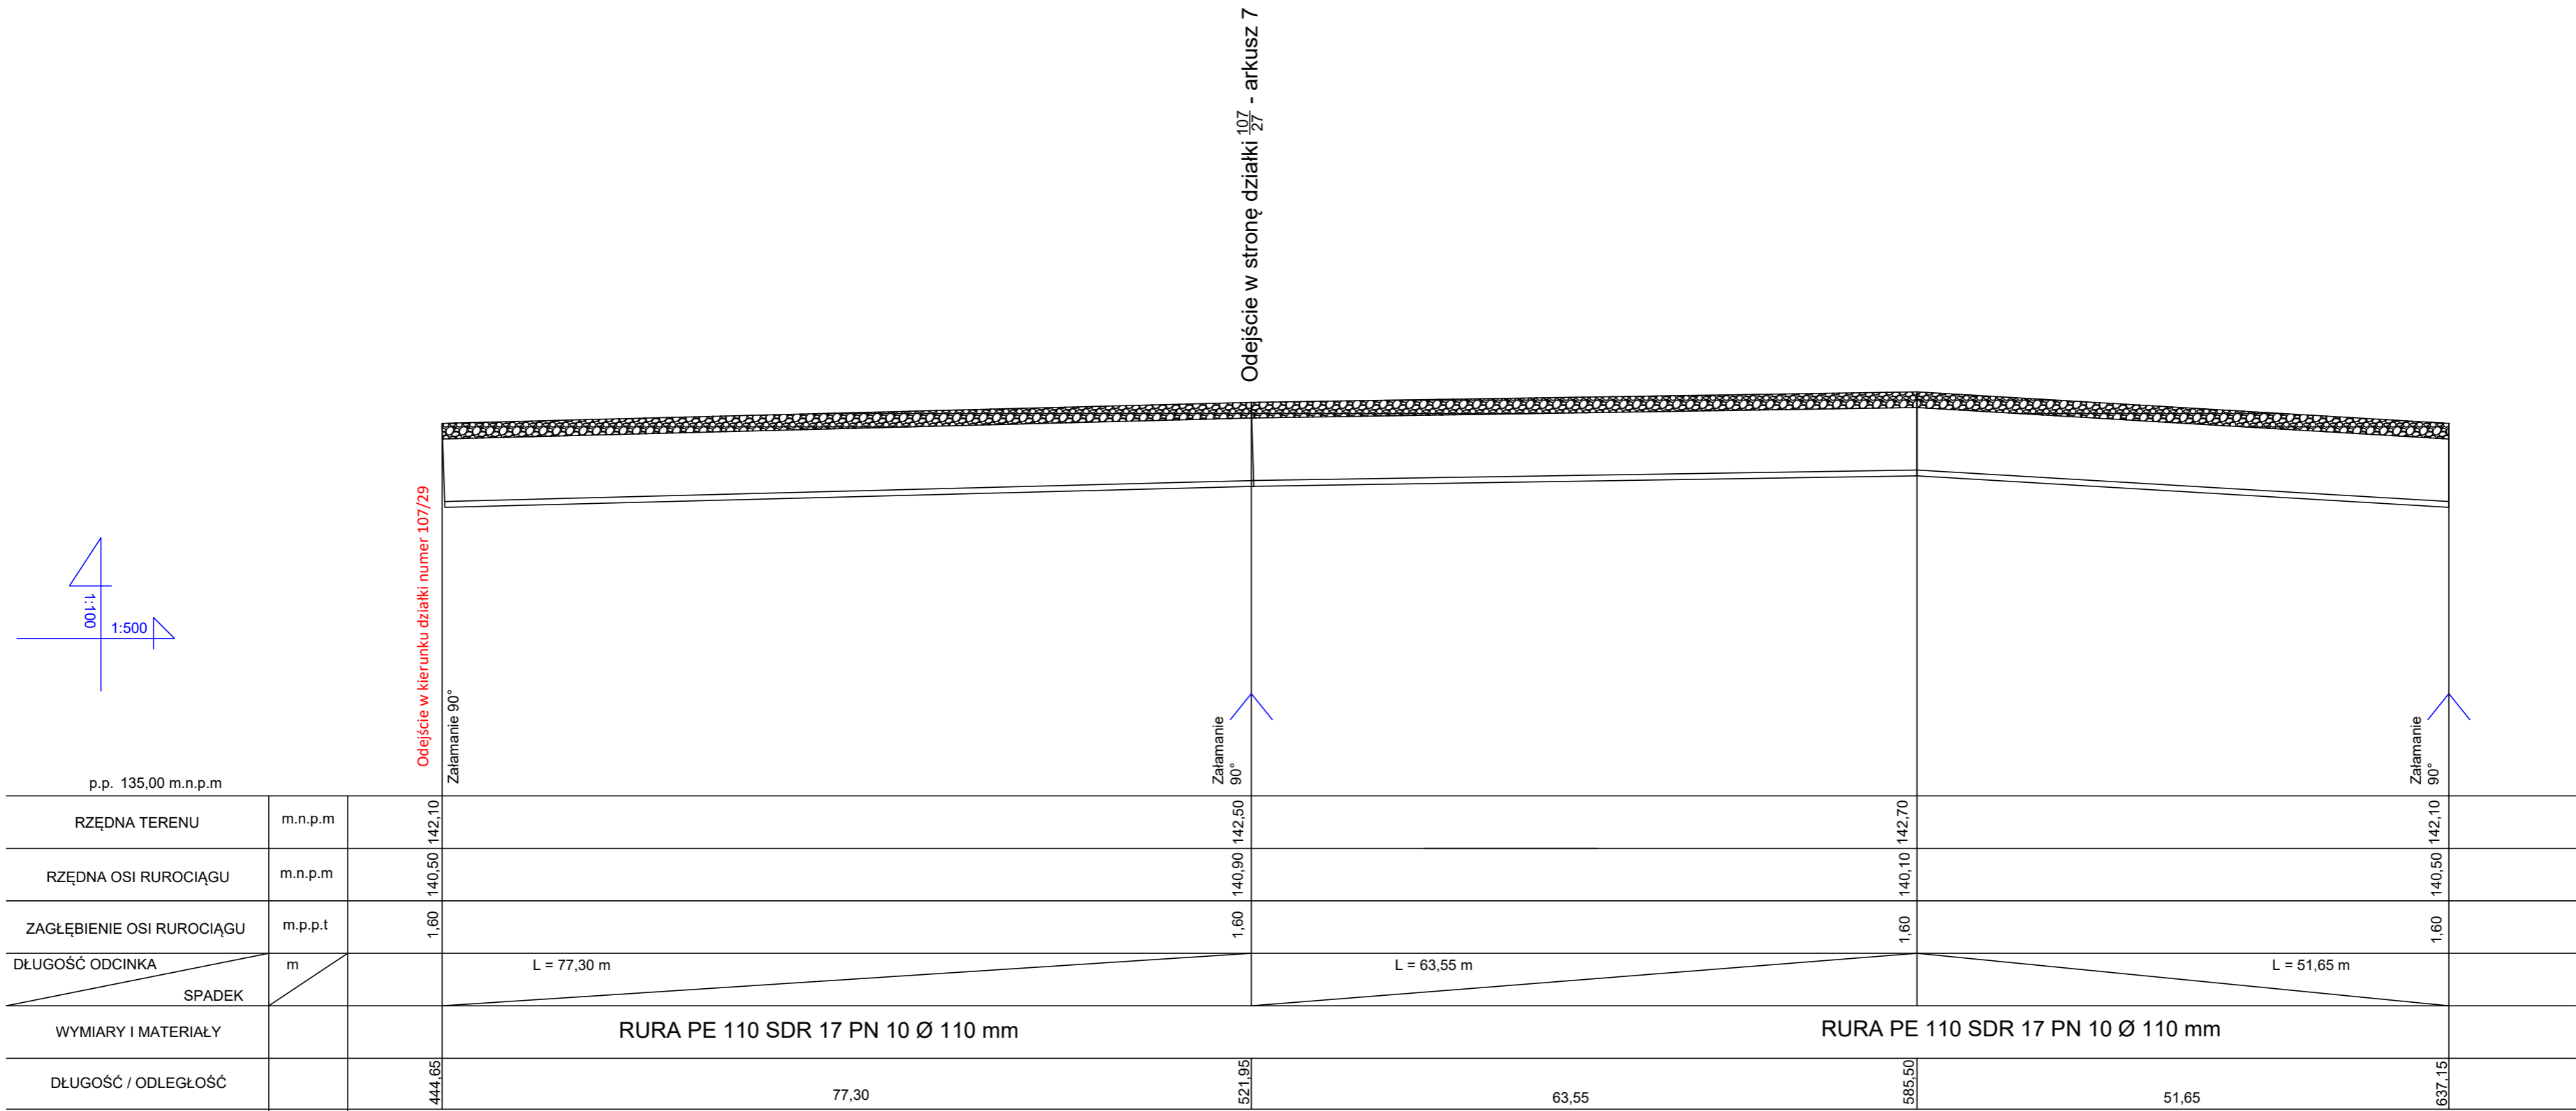 Odejście w stronę działki 107/27 - arkusz 7
Odejście w kierunku działki numer 107/29
1:100
1:500
Załamanie 90°
Załamanie
90°
Załamanie
90°
p.p. 135,00 m.n.p.m
RZĘDNA TERENU m.n.p.m 142,10 142,50 142,70 142,10
RZĘDNA OSI RUROCIĄGU m.n.p.m 140,50 140,90 140,10 140,50
ZAGŁĘBIENIE OSI RUROCIĄGU m.p.p.t 1,60 1,60 1,60 1,60
DŁUGOŚĆ ODCINKA m L = 77,30 m L = 63,55 m L = 51,65 m
SPADEK
WYMIARY I MATERIAŁY RURA PE 110 SDR 17 PN 10 Ø 110 mm RURA PE 110 SDR 17 PN 10 Ø 110 mm
DŁUGOŚĆ / ODLEGŁOŚĆ 444,65 77,30 521,95 63,55 585,50 51,65 637,15